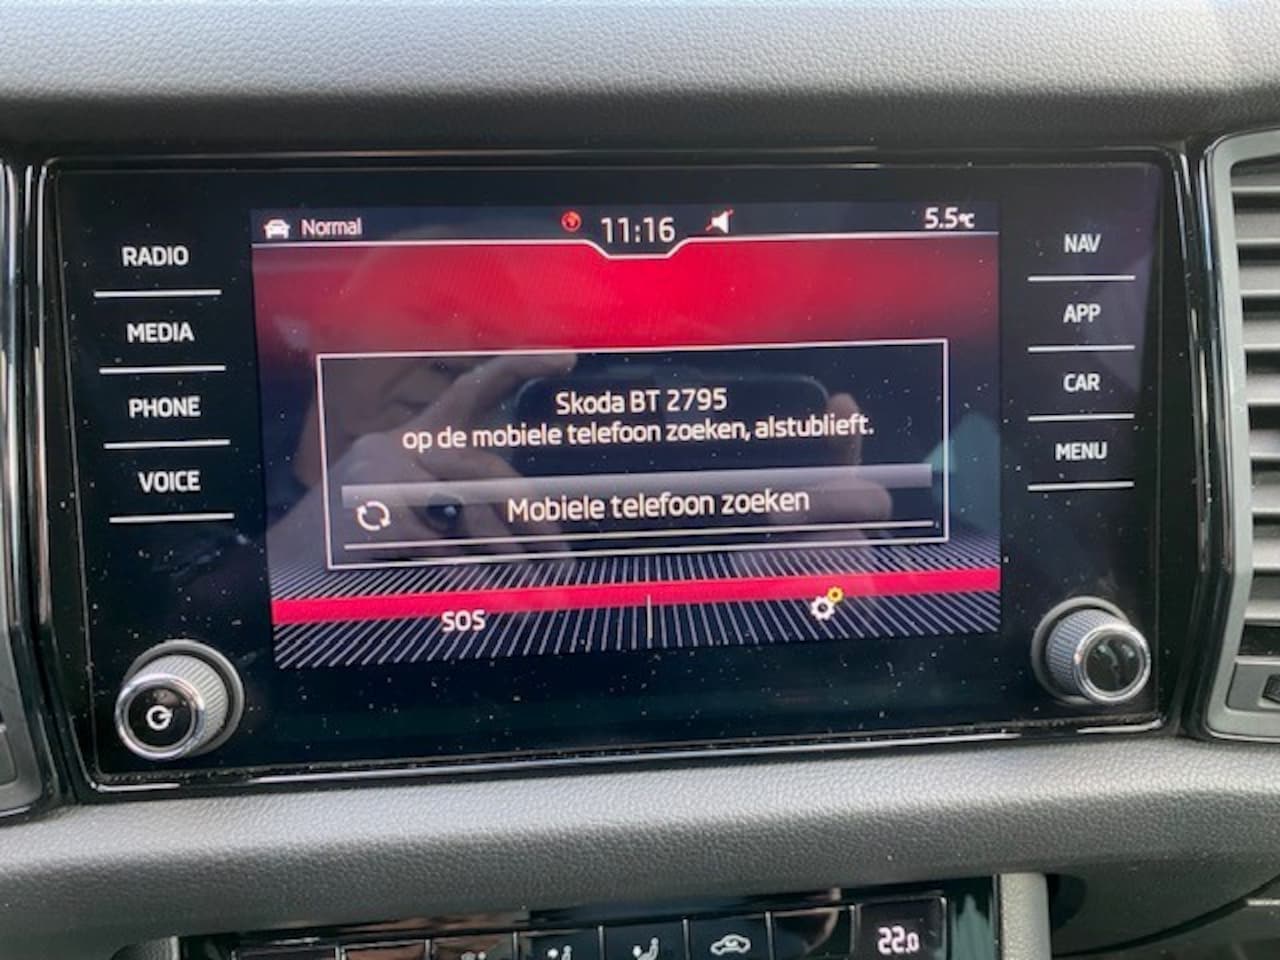 Normal
11:16
5.5°C
RADIO
MEDIA
PHONE
VOICE
NAV
APP
CAR
MENU
Skoda BT 2795
op de mobiele telefoon zoeken, alstublieft.
Mobiele telefoon zoeken
SOS
22.0